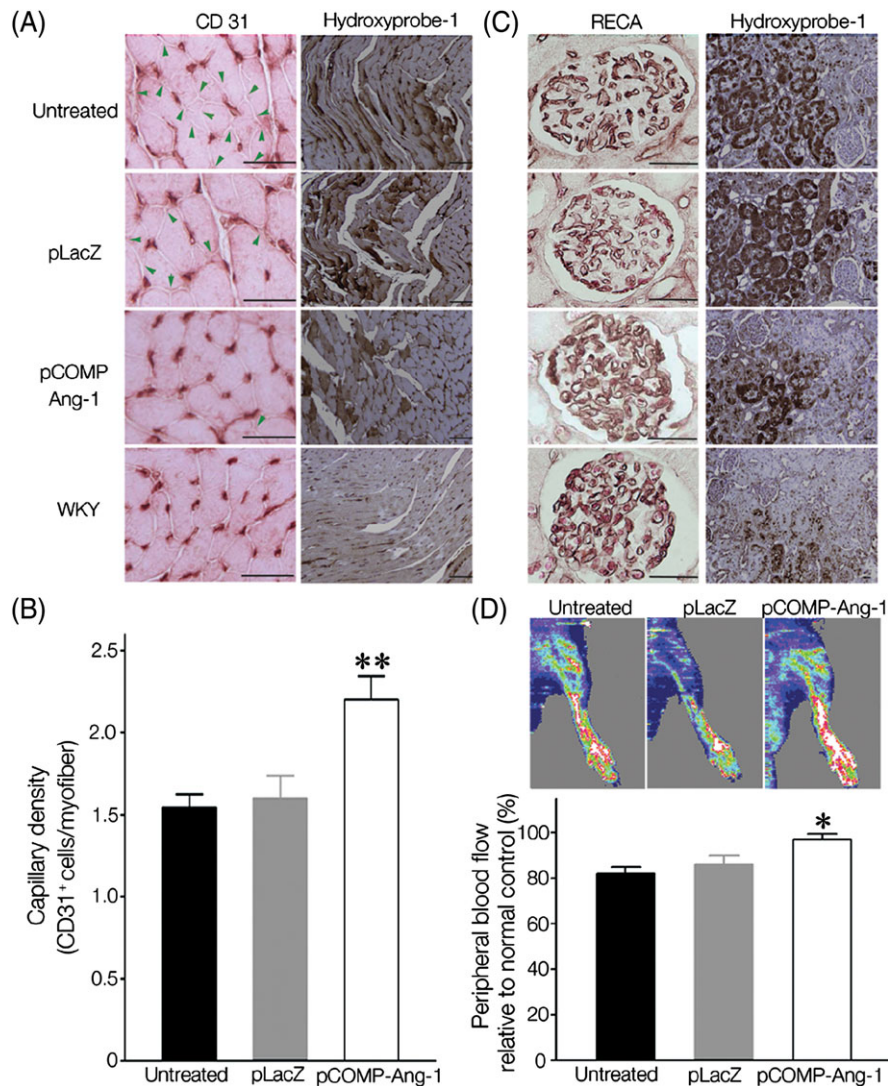 (A)
CD 31
Hydroxyprobe-1
Untreated
pLacZ
pCOMP
Ang-1
WKY
(C)
RECA
Hydroxyprobe-1
(B)
Capillary density
(CD31⁺ cells/myofiber)
2.5
2.0
1.5
1.0
0.5
0
**
Untreated
pLacZ
pCOMP-Ang-1
(D)
Untreated
pLacZ
pCOMP-Ang-1
Peripheral blood flow
relative to normal control (%)
100
80
60
40
20
0
*
Untreated
pLacZ
pCOMP-Ang-1